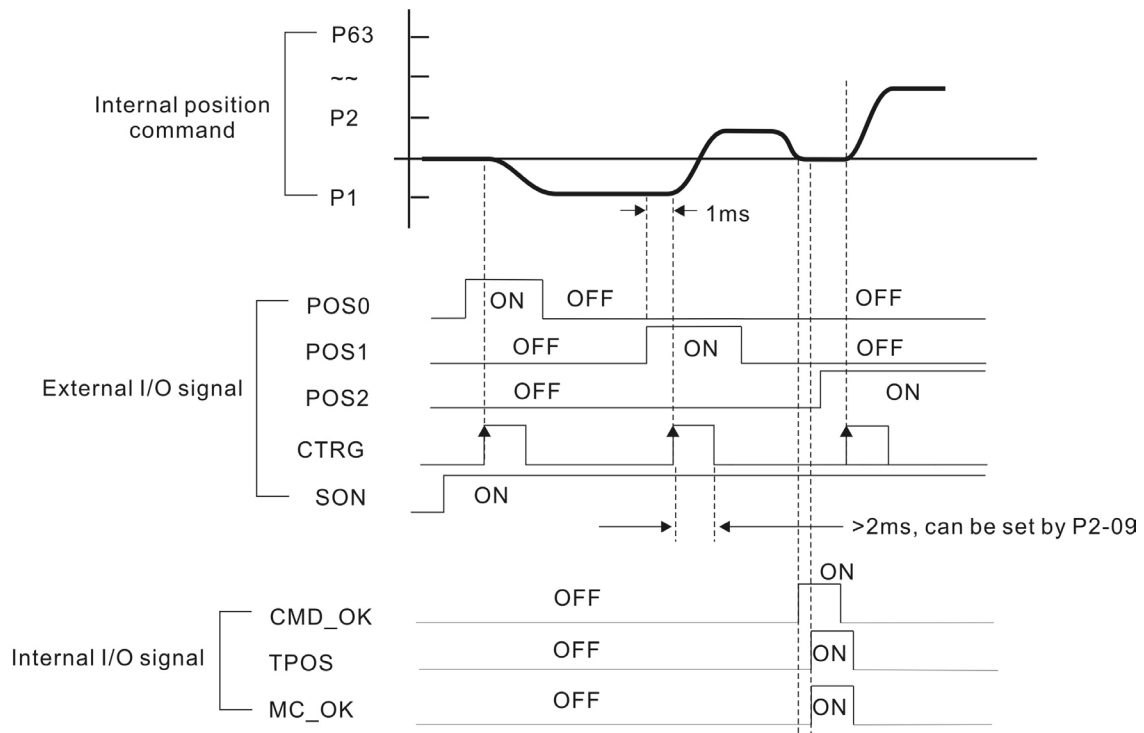 P63
~~
Internal position
command
P2
P1
1ms
POS0 ON OFF OFF
POS1 OFF ON OFF
External I/O signal
POS2 OFF ON
CTRG
SON ON
>2ms, can be set by P2-09
ON
CMD_OK OFF
Internal I/O signal
TPOS OFF ON
MC_OK OFF ON